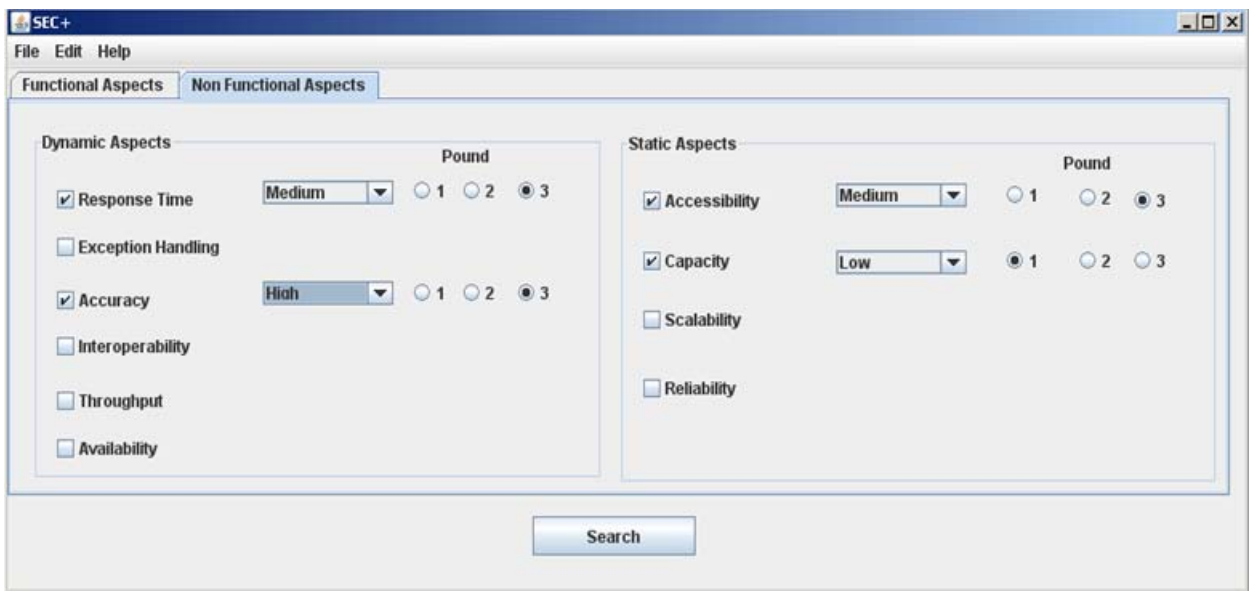 SEC+
File Edit Help
Functional Aspects Non Functional Aspects
Dynamic Aspects
Pound
Response Time Medium 1 2 3
Exception Handling
Accuracy High 1 2 3
Interoperability
Throughput
Availability
Static Aspects
Pound
Accessibility Medium 1 2 3
Capacity Low 1 2 3
Scalability
Reliability
Search